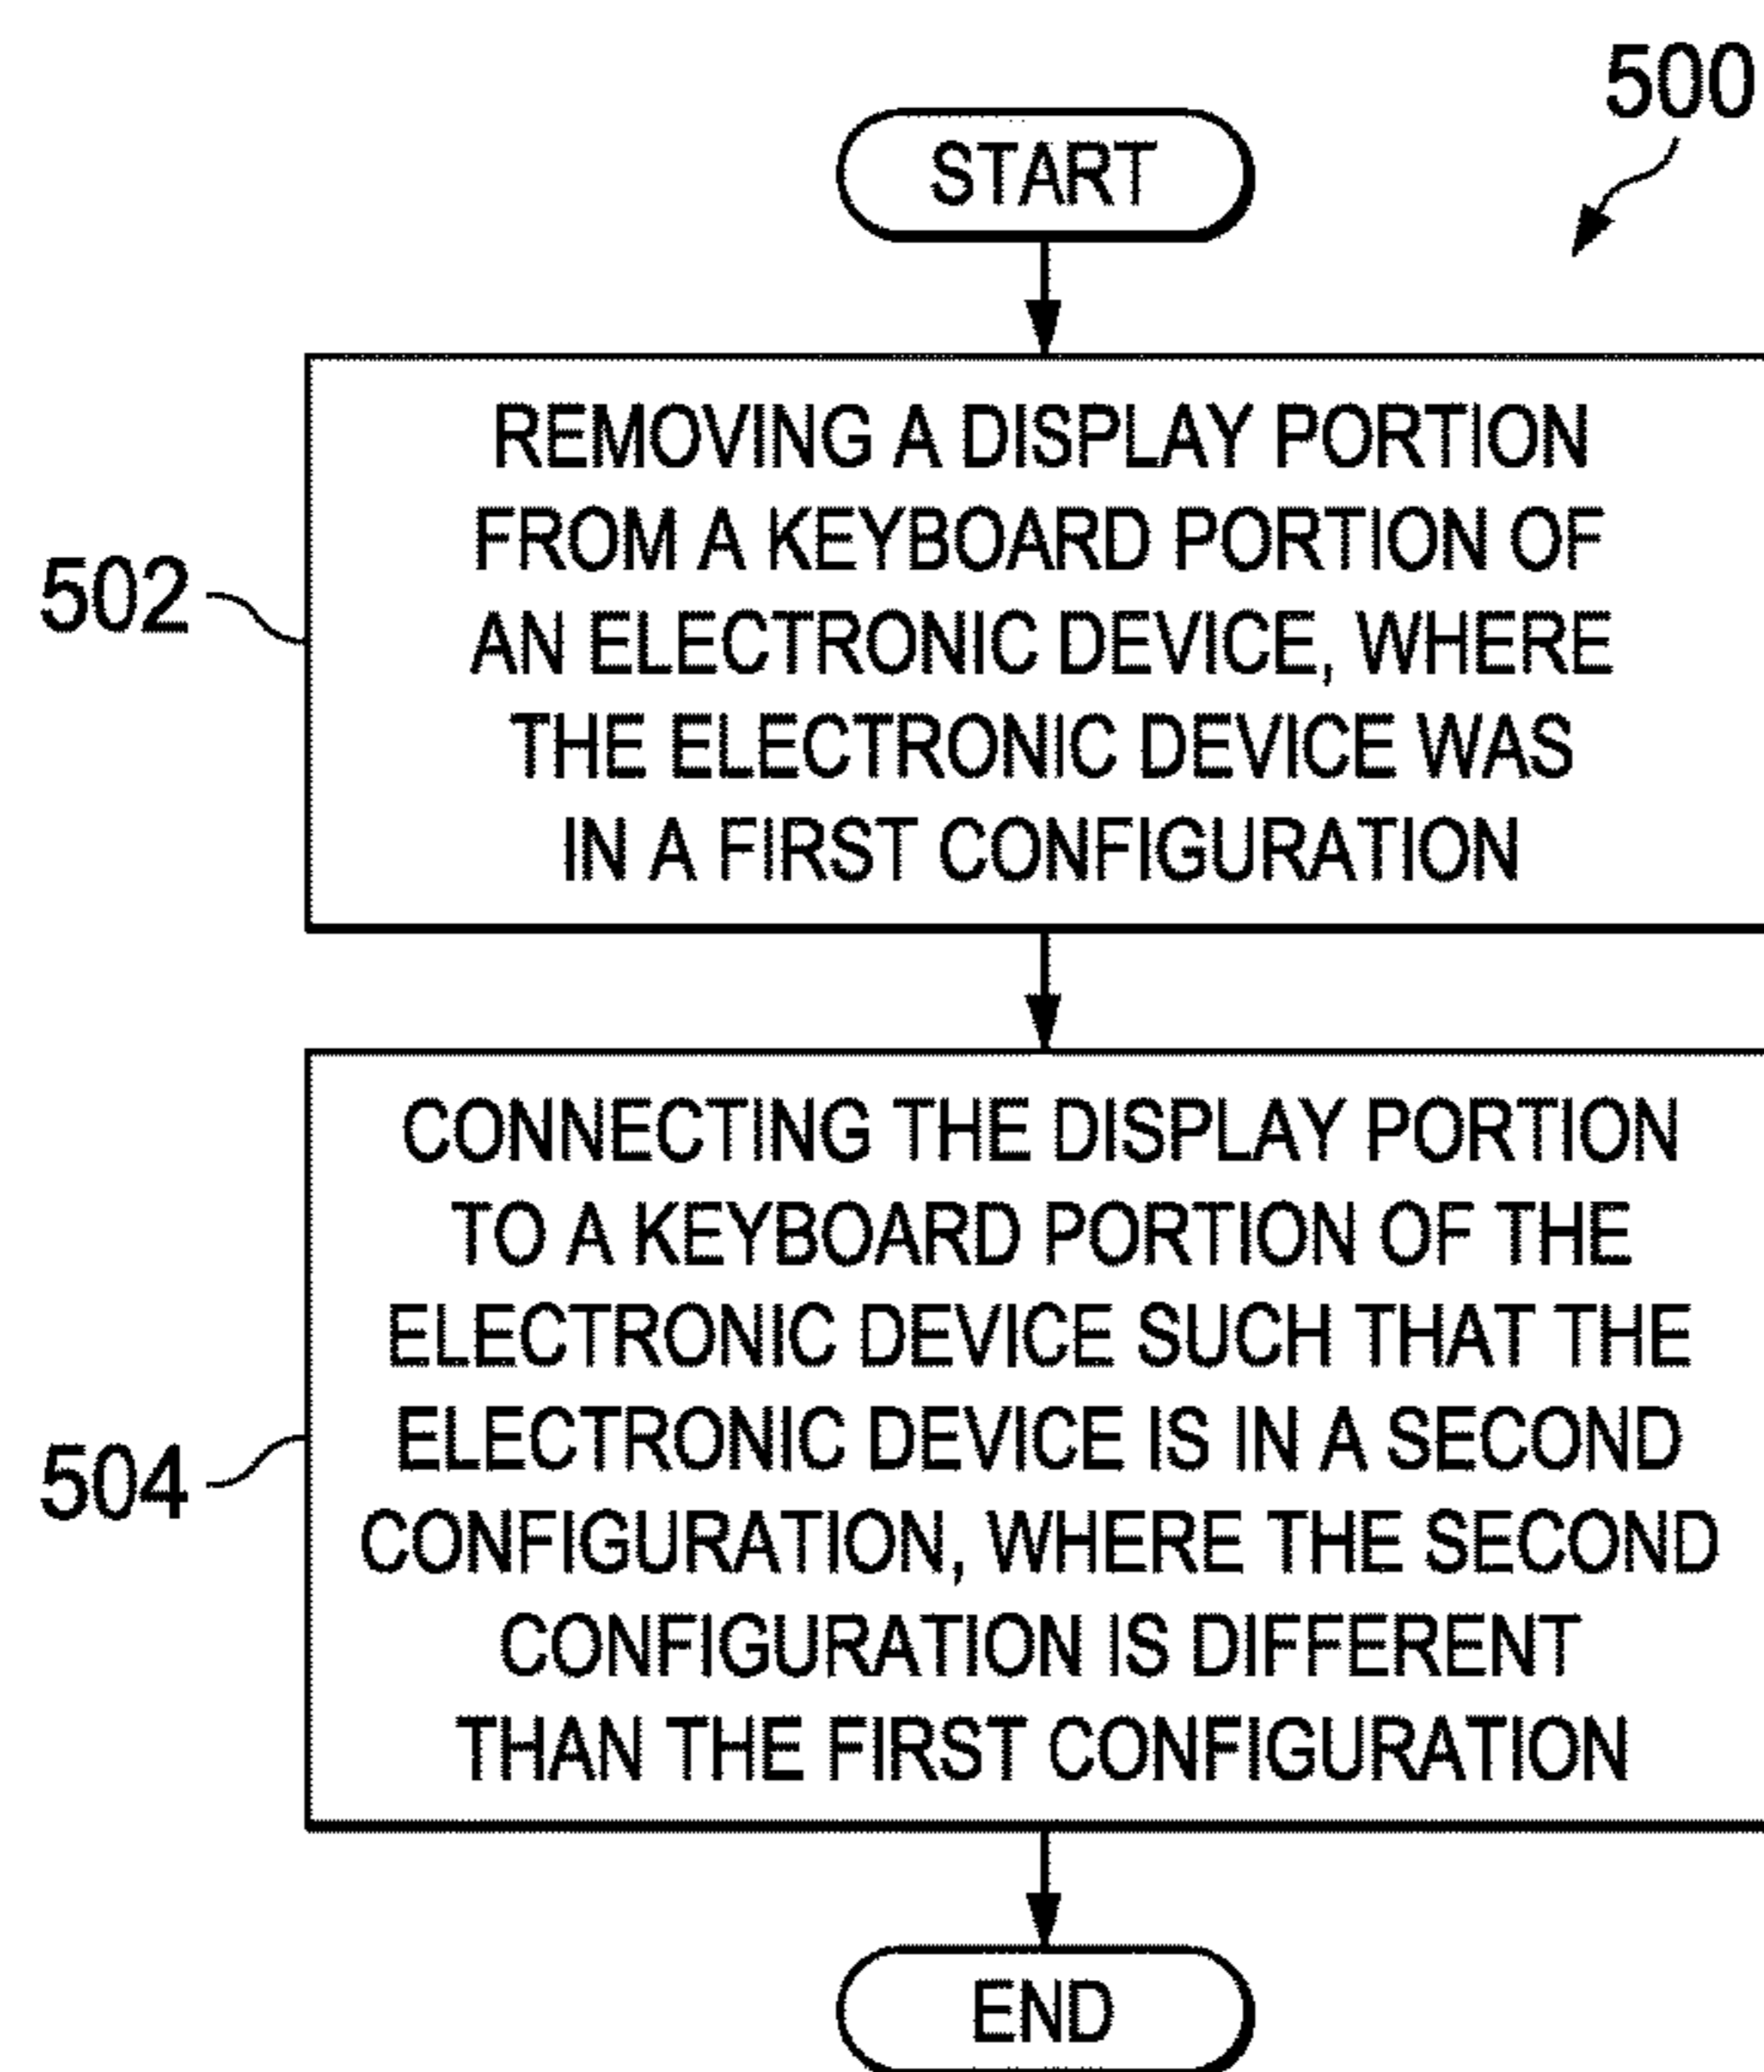 500
START
REMOVING A DISPLAY PORTION
FROM A KEYBOARD PORTION OF
AN ELECTRONIC DEVICE, WHERE
THE ELECTRONIC DEVICE WAS
IN A FIRST CONFIGURATION
502
CONNECTING THE DISPLAY PORTION
TO A KEYBOARD PORTION OF THE
ELECTRONIC DEVICE SUCH THAT THE
ELECTRONIC DEVICE IS IN A SECOND
CONFIGURATION, WHERE THE SECOND
CONFIGURATION IS DIFFERENT
THAN THE FIRST CONFIGURATION
504
END